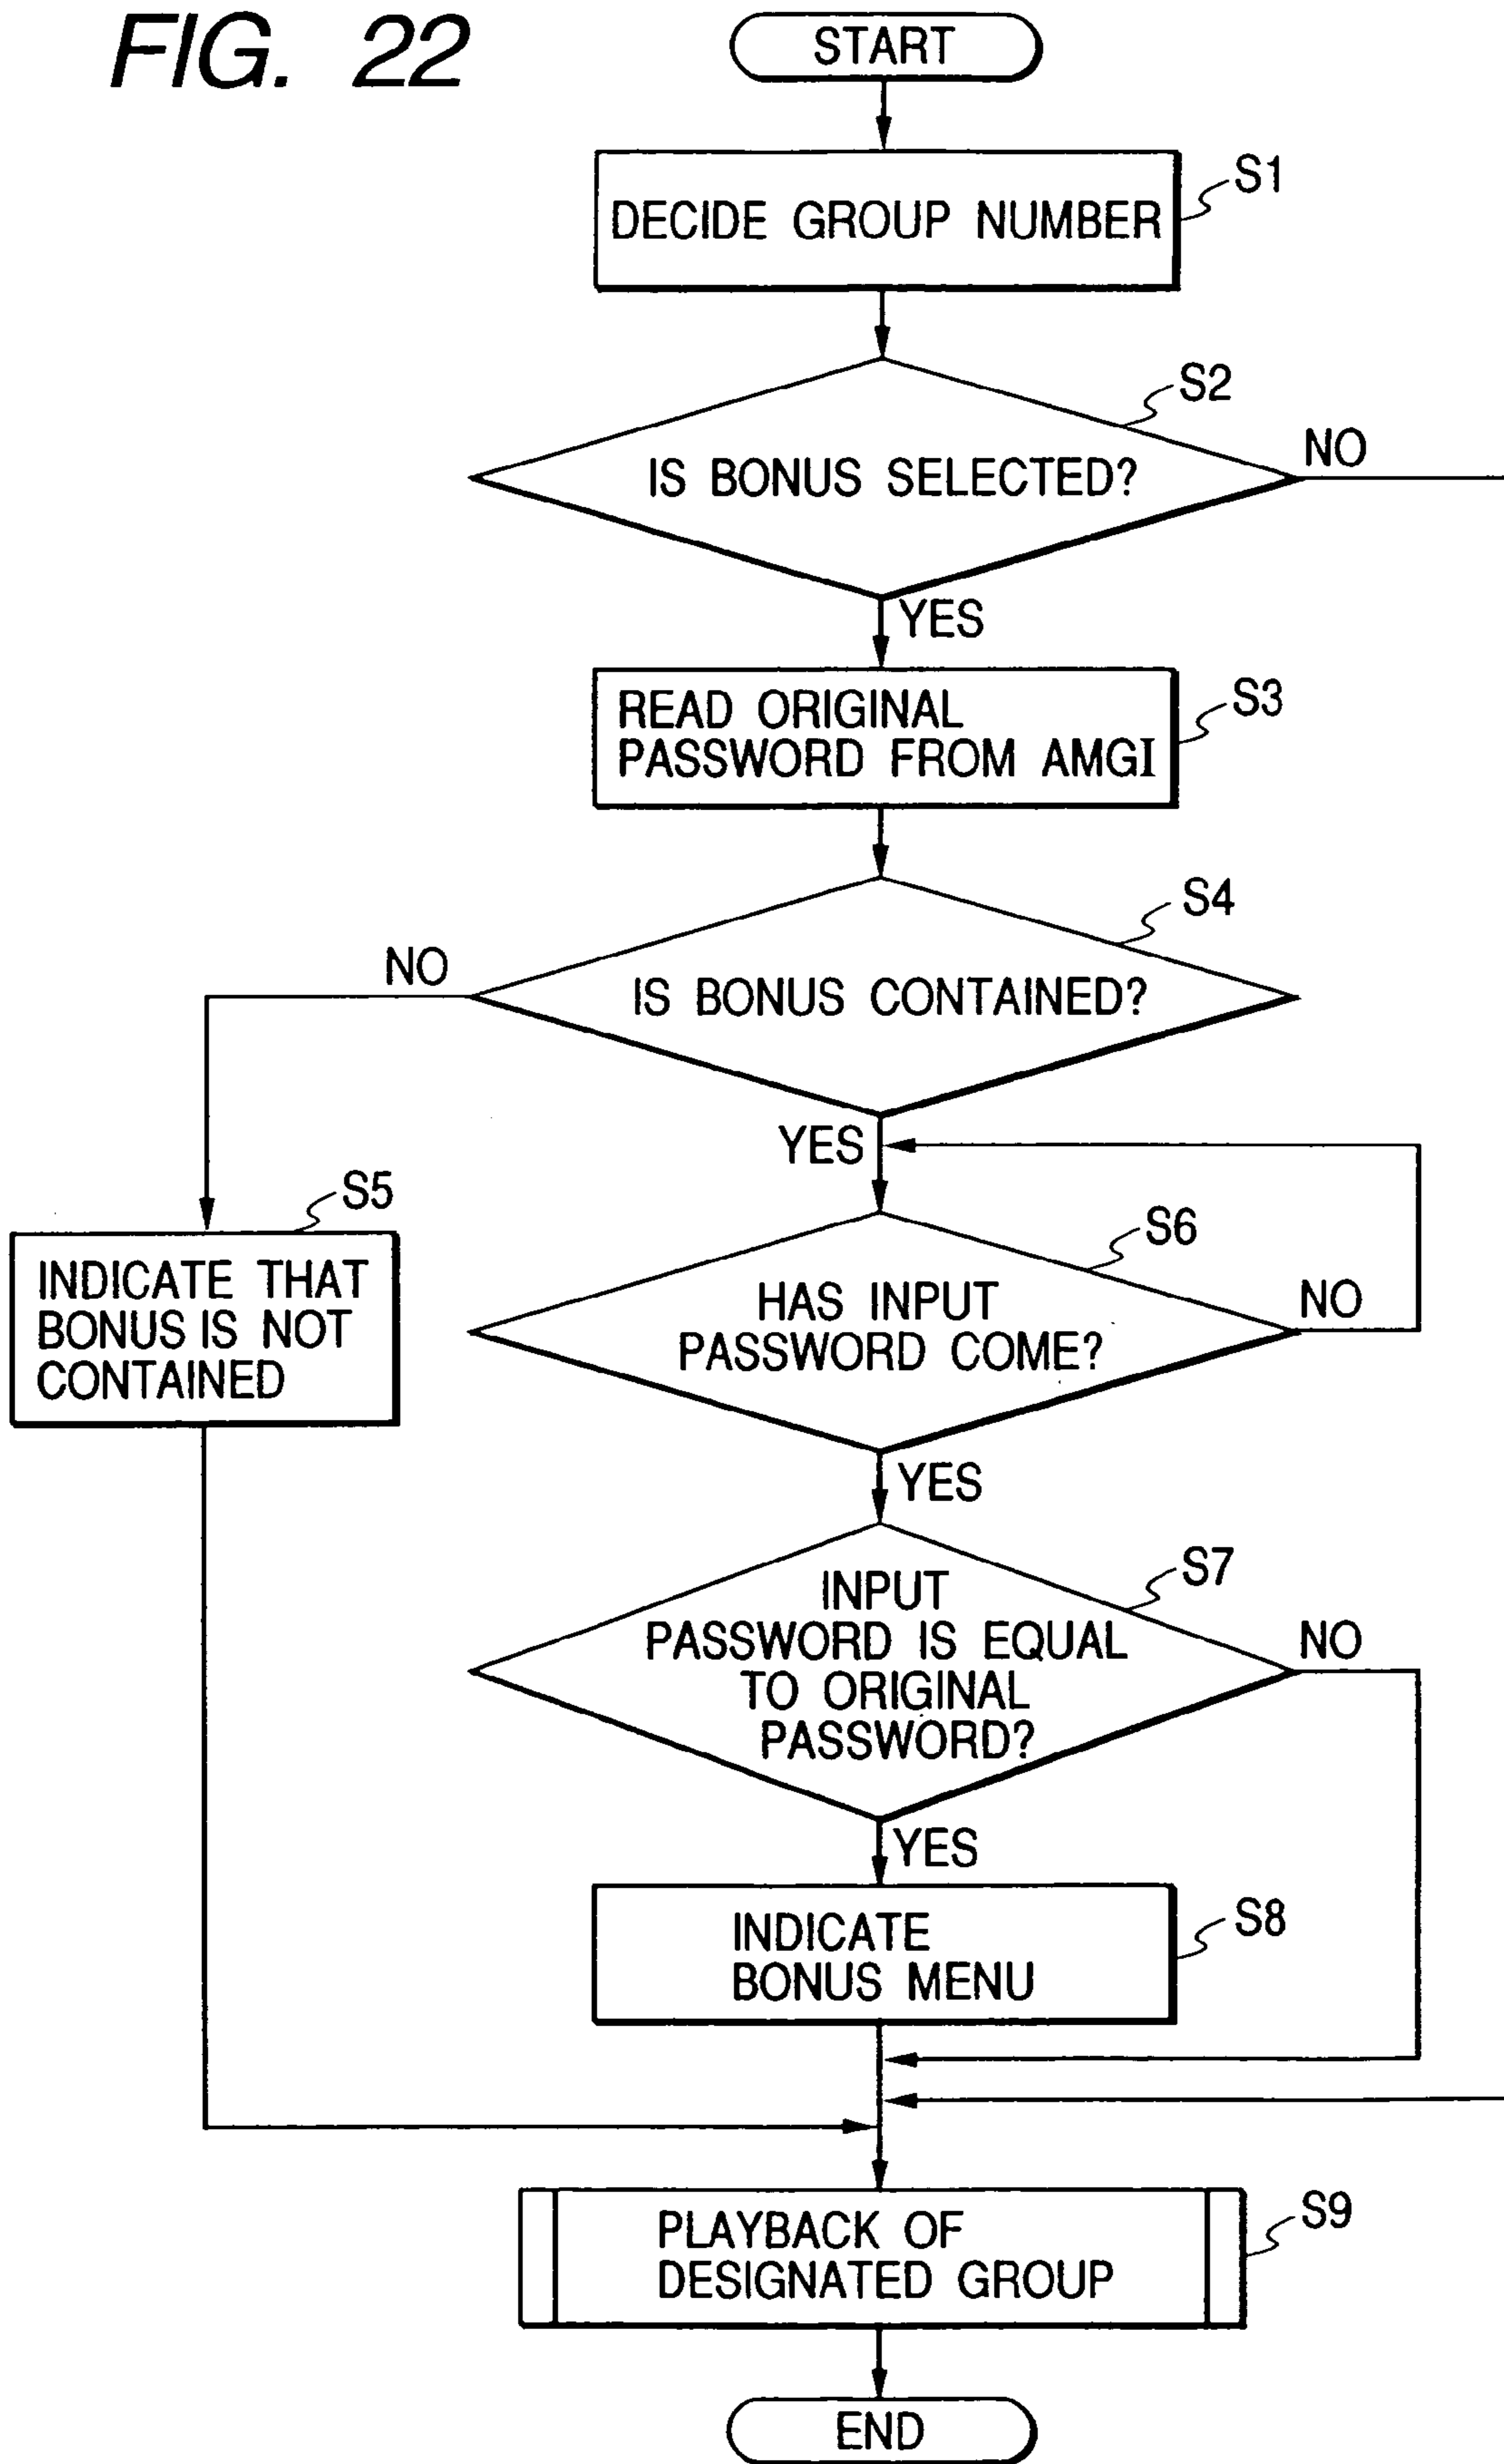 FIG. 22
START
DECIDE GROUP NUMBER
S1
IS BONUS SELECTED?
S2
NO
YES
READ ORIGINAL
PASSWORD FROM AMGI
S3
IS BONUS CONTAINED?
S4
NO
YES
INDICATE THAT
BONUS IS NOT
CONTAINED
S5
HAS INPUT
PASSWORD COME?
S6
NO
YES
INPUT
PASSWORD IS EQUAL
TO ORIGINAL
PASSWORD?
S7
NO
YES
INDICATE
BONUS MENU
S8
PLAYBACK OF
DESIGNATED GROUP
S9
END